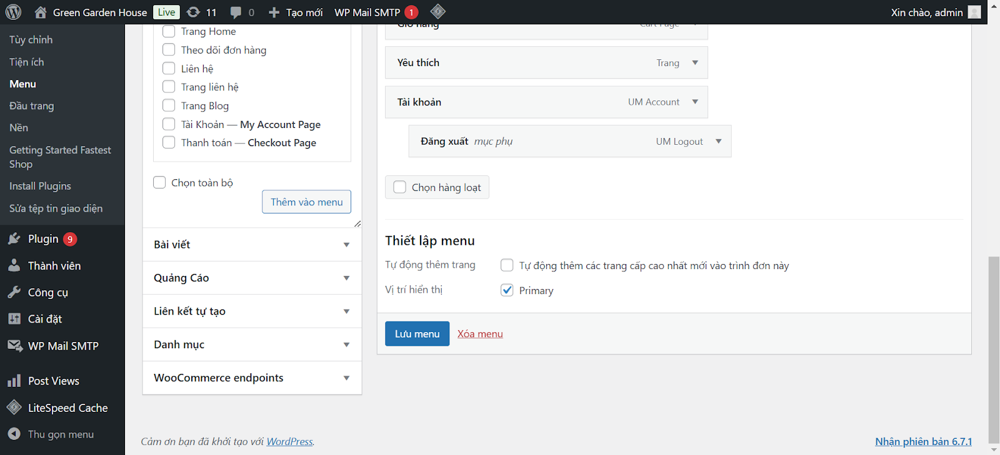 Green Garden House Live 11 0 Tạo mới WP Mail SMTP 1 Xin chào, admin
Tùy chỉnh
Tiện ích
Menu
Đầu trang
Nền
Getting Started Fastest
Shop
Install Plugins
Sửa tệp tin giao diện
Plugin 9
Thành viên
Công cụ
Cài đặt
WP Mail SMTP
Post Views
LiteSpeed Cache
Thu gọn menu
Trang Home
Theo dõi đơn hàng
Liên hệ
Trang liên hệ
Trang Blog
Tài Khoản — My Account Page
Thanh toán — Checkout Page
Chọn toàn bộ
Thêm vào menu
Bài viết
Quảng Cáo
Liên kết tự tạo
Danh mục
WooCommerce endpoints
Giỏ hàng Cart Page
Yêu thích Trang
Tài khoản UM Account
Đăng xuất mục phụ UM Logout
Chọn hàng loạt
Thiết lập menu
Tự động thêm trang Tự động thêm các trang cấp cao nhất mới vào trình đơn này
Vị trí hiển thị Primary
Lưu menu Xóa menu
Cảm ơn bạn đã khởi tạo với WordPress.
Nhận phiên bản 6.7.1